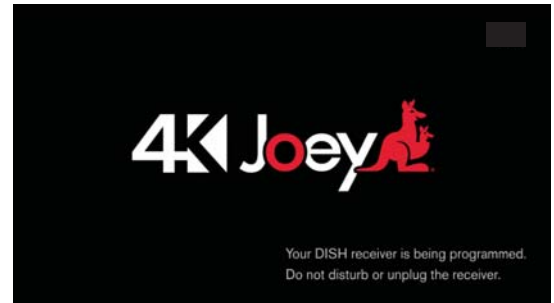 4K Joey
Your DISH receiver is being programmed.
Do not disturb or unplug the receiver.